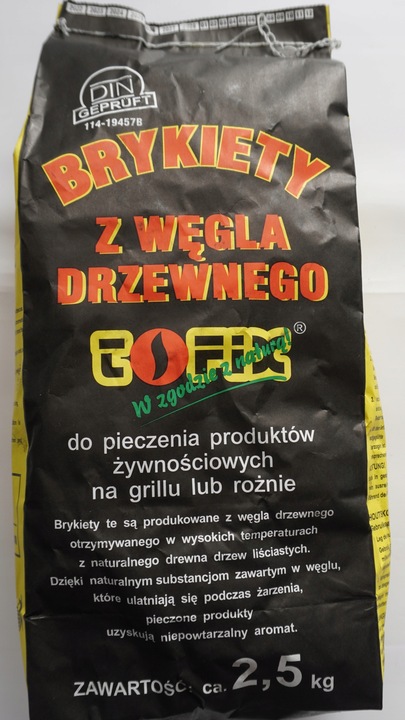 DIN
GEPRÜFT
114-19457B
BRYKIETY
Z WĘGLA
DRZEWNEGO
GOFIX®
W zgodzie z naturą!
do pieczenia produktów
żywnościowych
na grillu lub rożnie
Brykiety te są produkowane z węgla drzewnego
otrzymywanego w wysokich temperaturach
z naturalnego drewna drzew liściastych.
Dzięki naturalnym substancjom zawartym w węglu,
które ulatniają się podczas żarzenia,
pieczone produkty
uzyskują niepowtarzalny aromat.
ZAWARTOŚĆ: ca. 2,5 kg